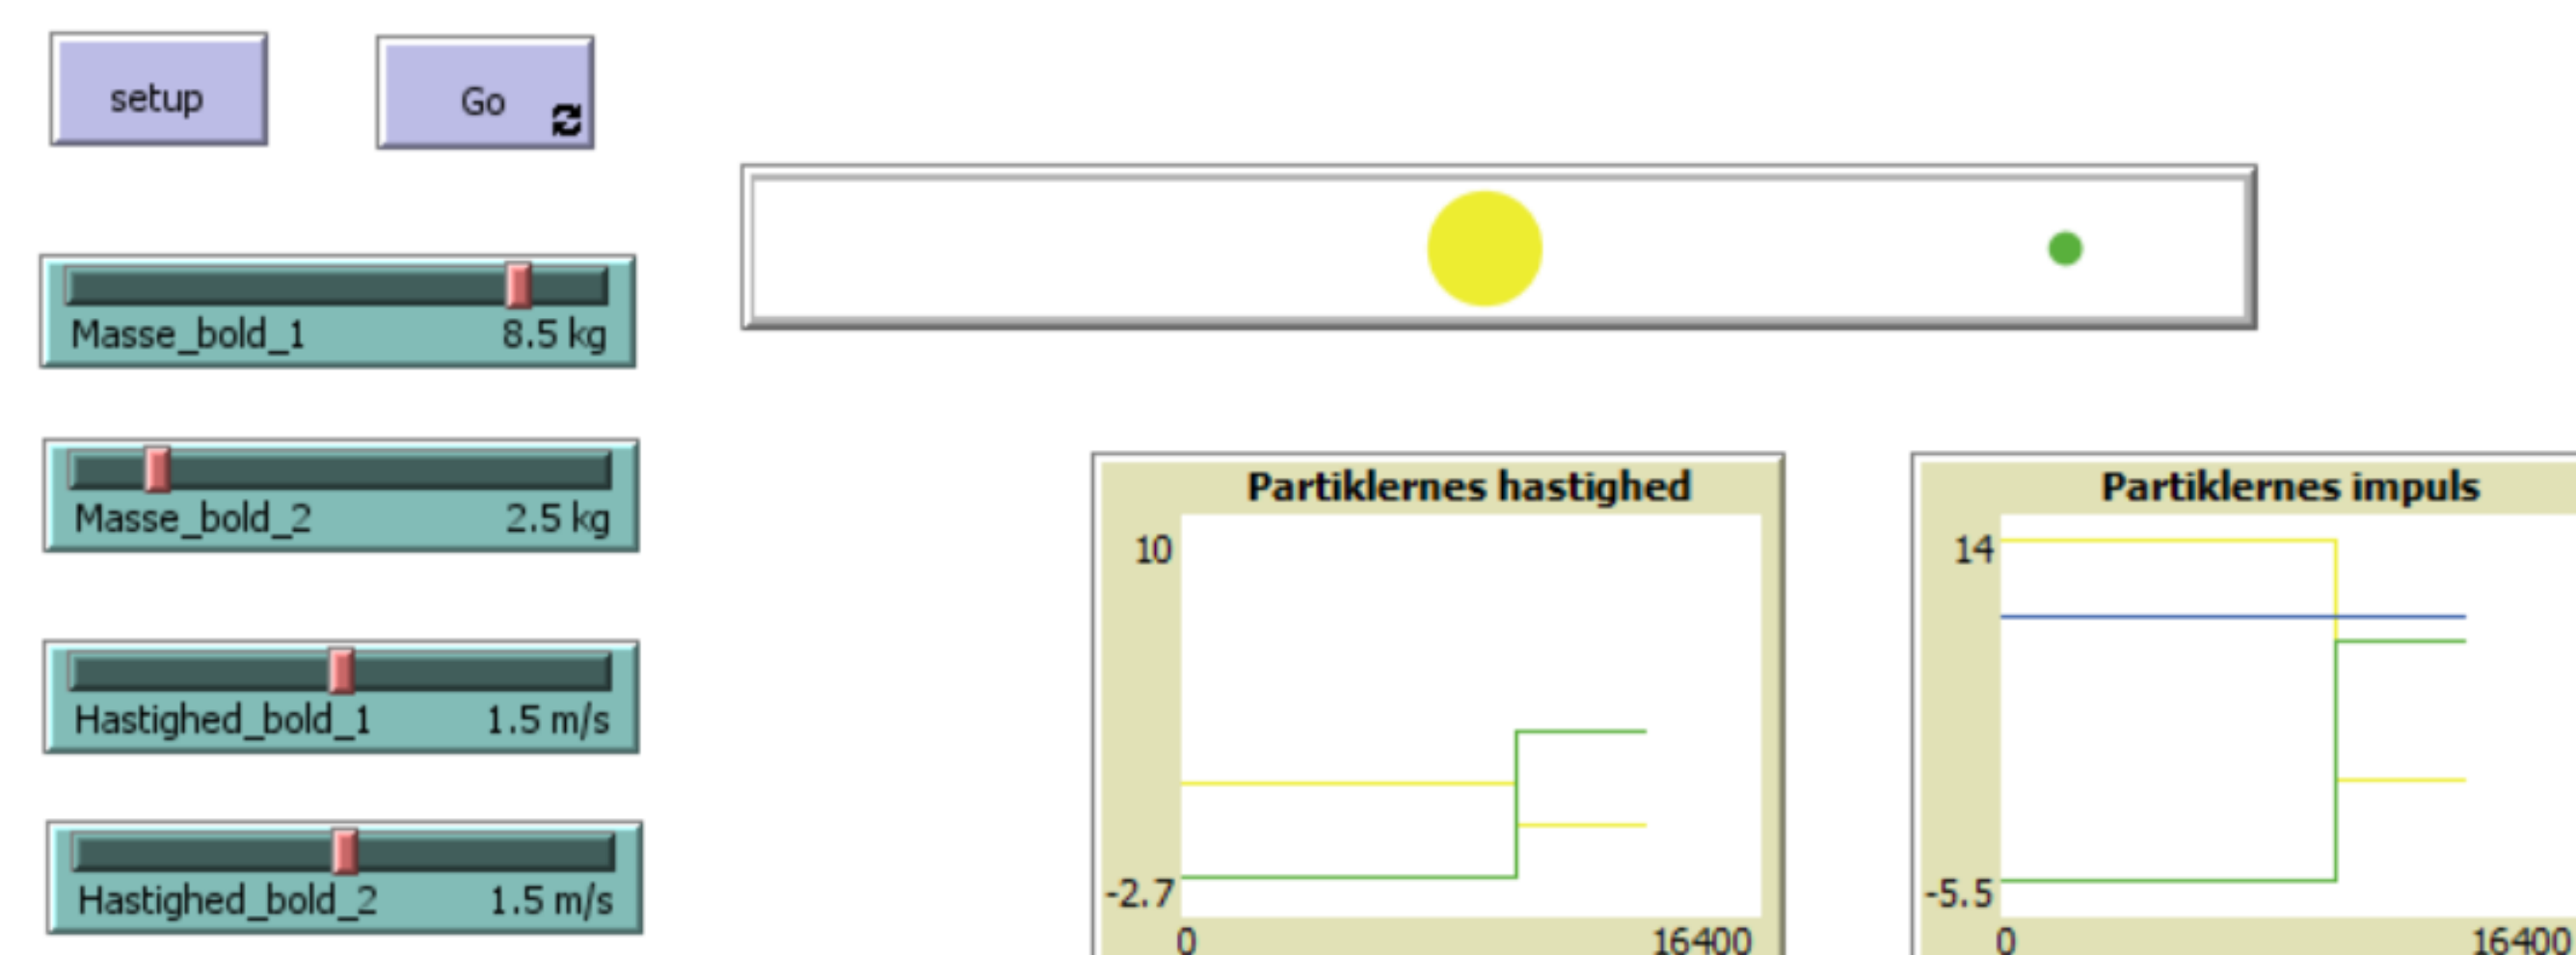 setup
Go
Masse_bold_1 8.5 kg
Masse_bold_2 2.5 kg
Hastighed_bold_1 1.5 m/s
Hastighed_bold_2 1.5 m/s
Partiklernes hastighed
10
-2.7
0 16400
Partiklernes impuls
14
-5.5
0 16400